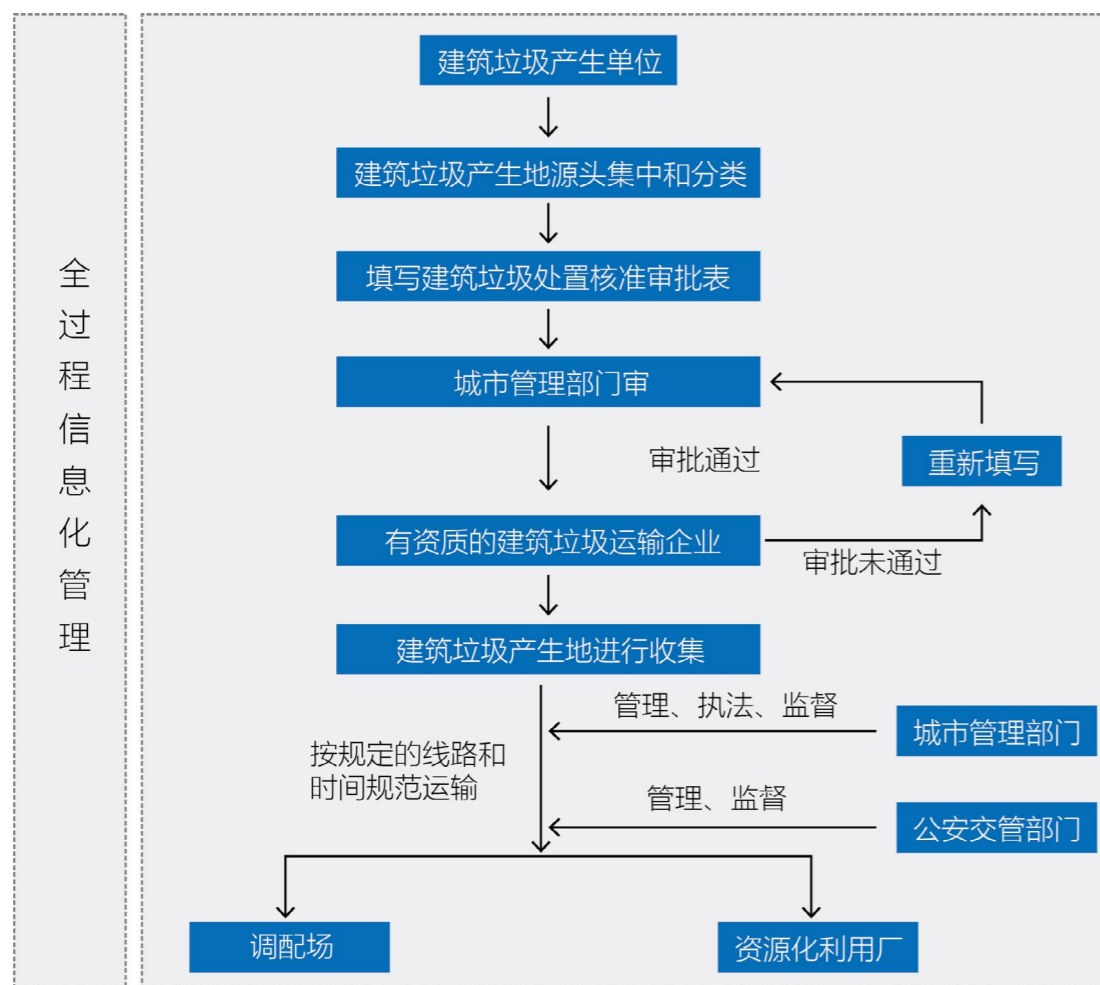 全过程信息化管理
建筑垃圾产生单位
建筑垃圾产生地源头集中和分类
填写建筑垃圾处置核准审批表
城市管理部门审
审批通过
重新填写
有资质的建筑垃圾运输企业
审批未通过
建筑垃圾产生地进行收集
管理、执法、监督
城市管理部门
按规定的线路和
时间规范运输
管理、监督
公安交管部门
调配场
资源化利用厂